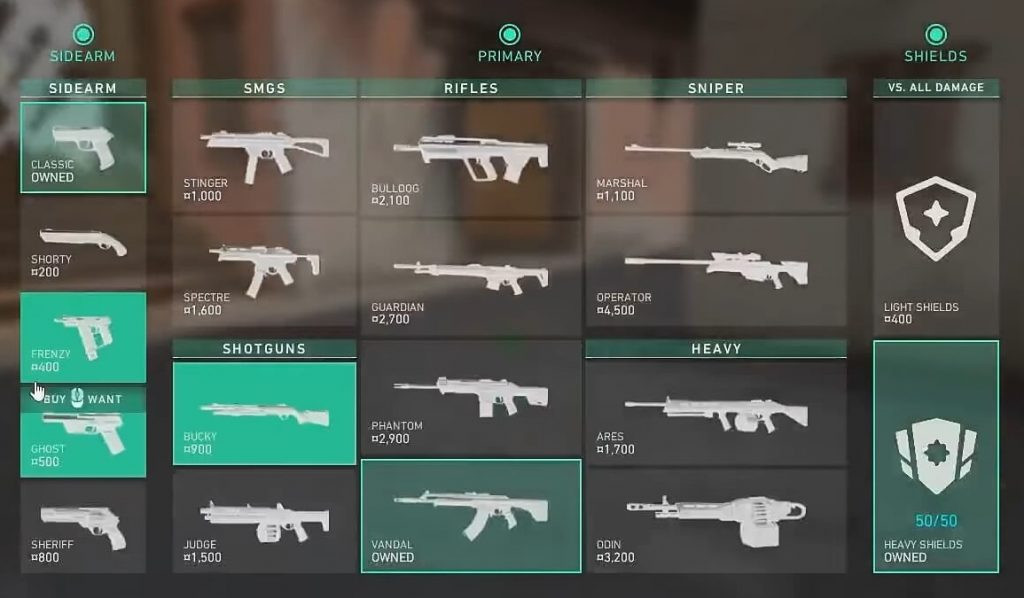 SIDEARM
PRIMARY
SHIELDS
SIDEARM
SMGS
RIFLES
SNIPER
VS. ALL DAMAGE
CLASSIC
OWNED
SHORTY
¤200
FRENZY
¤400
BUY WANT
GHOST
¤500
SHERIFF
¤800
STINGER
¤1,000
SPECTRE
¤1,600
SHOTGUNS
BUCKY
¤900
JUDGE
¤1,500
BULLDOG
¤2,100
GUARDIAN
¤2,700
PHANTOM
¤2,900
VANDAL
OWNED
MARSHAL
¤1,100
OPERATOR
¤4,500
HEAVY
ARES
¤1,700
ODIN
¤3,200
LIGHT SHIELDS
¤400
50/50
HEAVY SHIELDS
OWNED